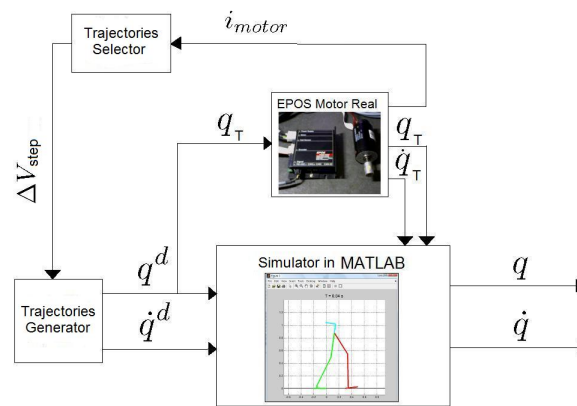 Trajectories
Selector
i_motor
EPOS Motor Real
q_T
q_T
q̇_T
ΔV_step
Simulator in MATLAB
q^d
q̇^d
Trajectories
Generator
q
q̇